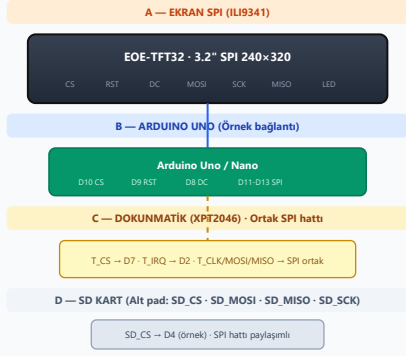 A — EKRAN SPI (ILI9341)
EOE-TFT32 · 3.2" SPI 240×320
CS RST DC MOSI SCK MISO LED
B — ARDUINO UNO (Örnek bağlantı)
Arduino Uno / Nano
D10 CS D9 RST D8 DC D11-D13 SPI
C — DOKUNMATİK (XPT2046) · Ortak SPI hattı
T_CS → D7 · T_IRQ → D2 · T_CLK/MOSI/MISO → SPI ortak
D — SD KART (Alt pad: SD_CS · SD_MOSI · SD_MISO · SD_SCK)
SD_CS → D4 (örnek) · SPI hattı paylaşımlı